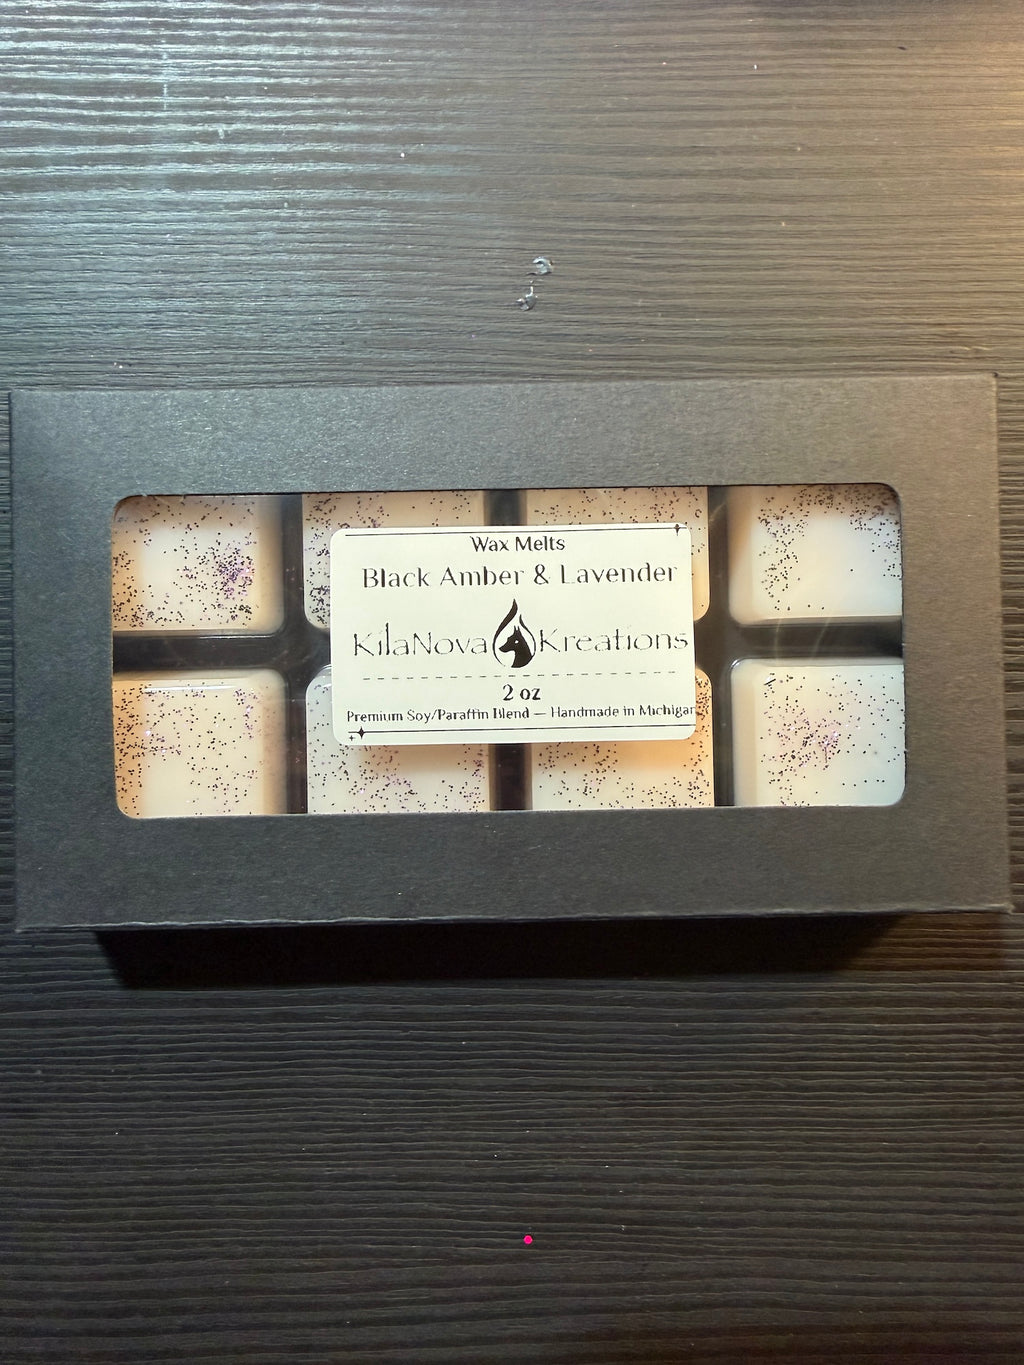 Wax Melts
Black Amber & Lavender
KilaNova Kreations
2 oz
Premium Soy/Paraffin Blend — Handmade in Michigan